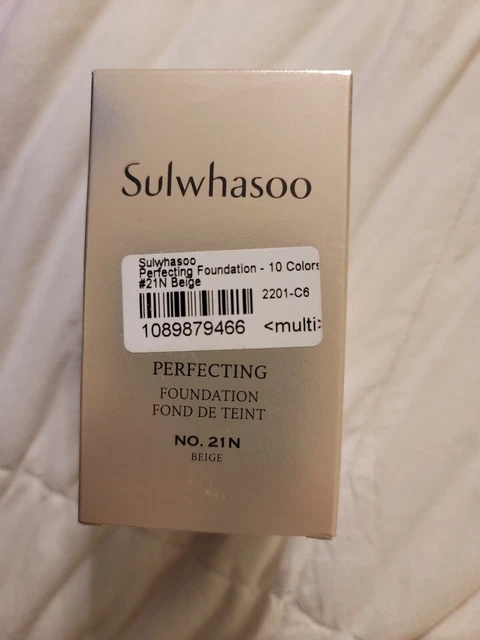 Sulwhasoo
Sulwhasoo
Perfecting Foundation - 10 Colors
#21N Beige
2201-C6
1089879466 <multi>
PERFECTING
FOUNDATION
FOND DE TEINT
NO. 21N
BEIGE